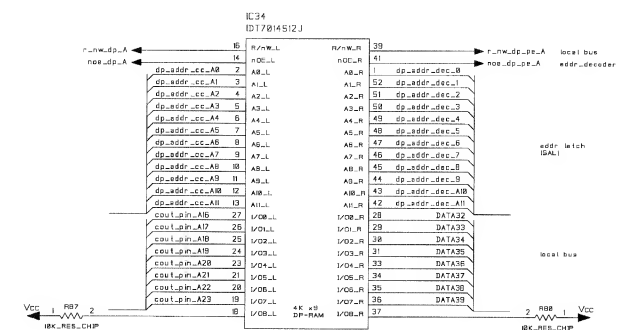 IC34
IDT7014S12J
r_nw_dp_A 16 R/nW_L R/nW_R 39 r_nw_dp_pe_A local bus
noe_dp_A 14 nOE_L nOE_R 41 noe_dp_pe_A addr_decoder
dp_addr_cc_A0 2 A0_L A0_R 1 dp_addr_dec_0
dp_addr_cc_A1 3 A1_L A1_R 52 dp_addr_dec_1
dp_addr_cc_A2 4 A2_L A2_R 51 dp_addr_dec_2
dp_addr_cc_A3 5 A3_L A3_R 50 dp_addr_dec_3
dp_addr_cc_A4 6 A4_L A4_R 49 dp_addr_dec_4
dp_addr_cc_A5 7 A5_L A5_R 48 dp_addr_dec_5
dp_addr_cc_A6 8 A6_L A6_R 47 dp_addr_dec_6 addr latch
dp_addr_cc_A7 9 A7_L A7_R 46 dp_addr_dec_7 (GAL)
dp_addr_cc_A8 10 A8_L A8_R 45 dp_addr_dec_8
dp_addr_cc_A9 11 A9_L A9_R 44 dp_addr_dec_9
dp_addr_cc_A10 12 A10_L A10_R 43 dp_addr_dec_A10
dp_addr_cc_A11 13 A11_L A11_R 42 dp_addr_dec_A11
cout_pin_A16 27 I/O0_L I/O0_R 28 DATA32
cout_pin_A17 26 I/O1_L I/O1_R 29 DATA33
cout_pin_A18 25 I/O2_L I/O2_R 30 DATA34
cout_pin_A19 24 I/O3_L I/O3_R 31 DATA35 local bus
cout_pin_A20 23 I/O4_L I/O4_R 33 DATA36
cout_pin_A21 21 I/O5_L I/O5_R 34 DATA37
cout_pin_A22 20 I/O6_L I/O6_R 35 DATA38
cout_pin_A23 19 I/O7_L I/O7_R 36 DATA39
Vcc 1 R87 2 18 I/O8_L 4K x9 I/O8_R 37 2 R88 1 Vcc
DP-RAM
10K_RES_CHIP 10K_RES_CHIP